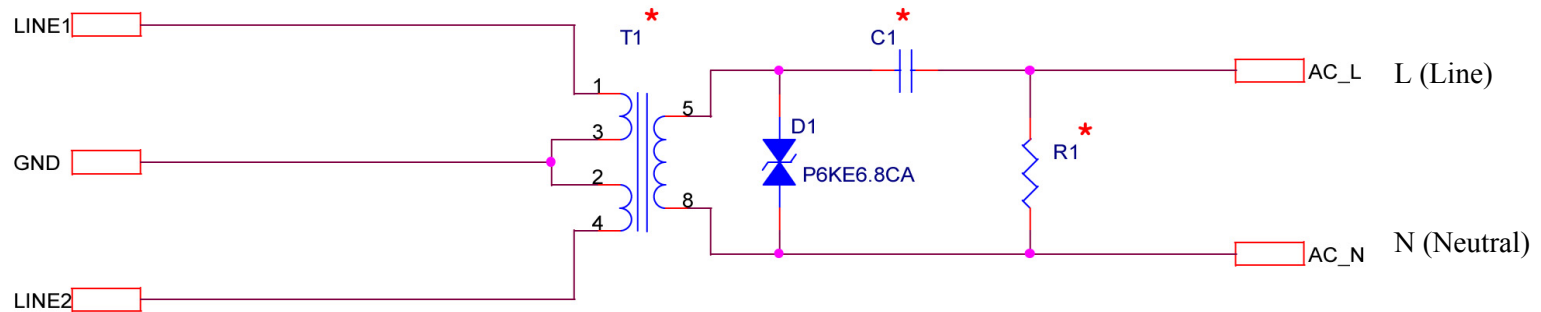 LINE1
T1 *
C1 *
1
5
AC_L L (Line)
3
D1
R1 *
GND
2
P6KE6.8CA
8
4
AC_N N (Neutral)
LINE2